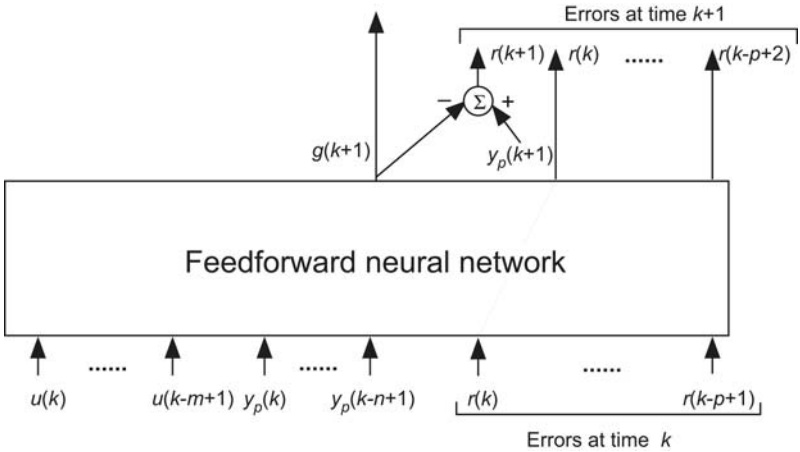 Errors at time k+1
r(k+1) r(k) ...... r(k-p+2)
− Σ +
g(k+1) y_p(k+1)
Feedforward neural network
...... ...... ......
u(k) u(k-m+1) y_p(k) y_p(k-n+1) r(k) r(k-p+1)
Errors at time k